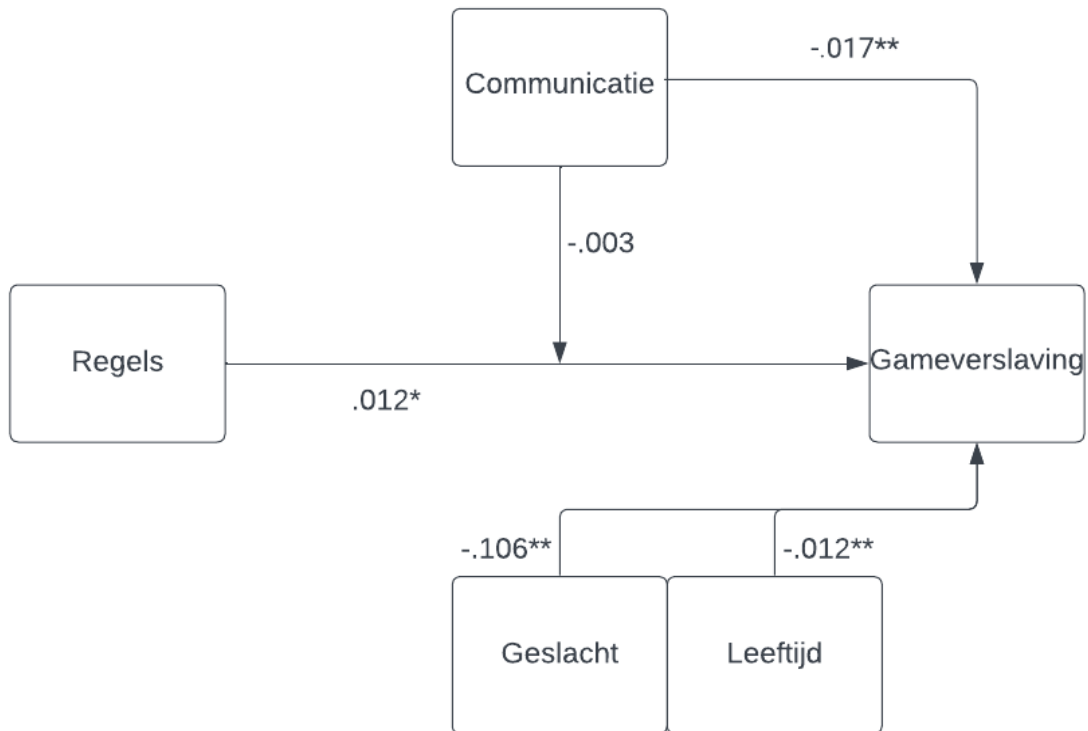 -.017**
Communicatie
-.003
Regels
Gameverslaving
.012*
-.106**
-.012**
Geslacht
Leeftijd